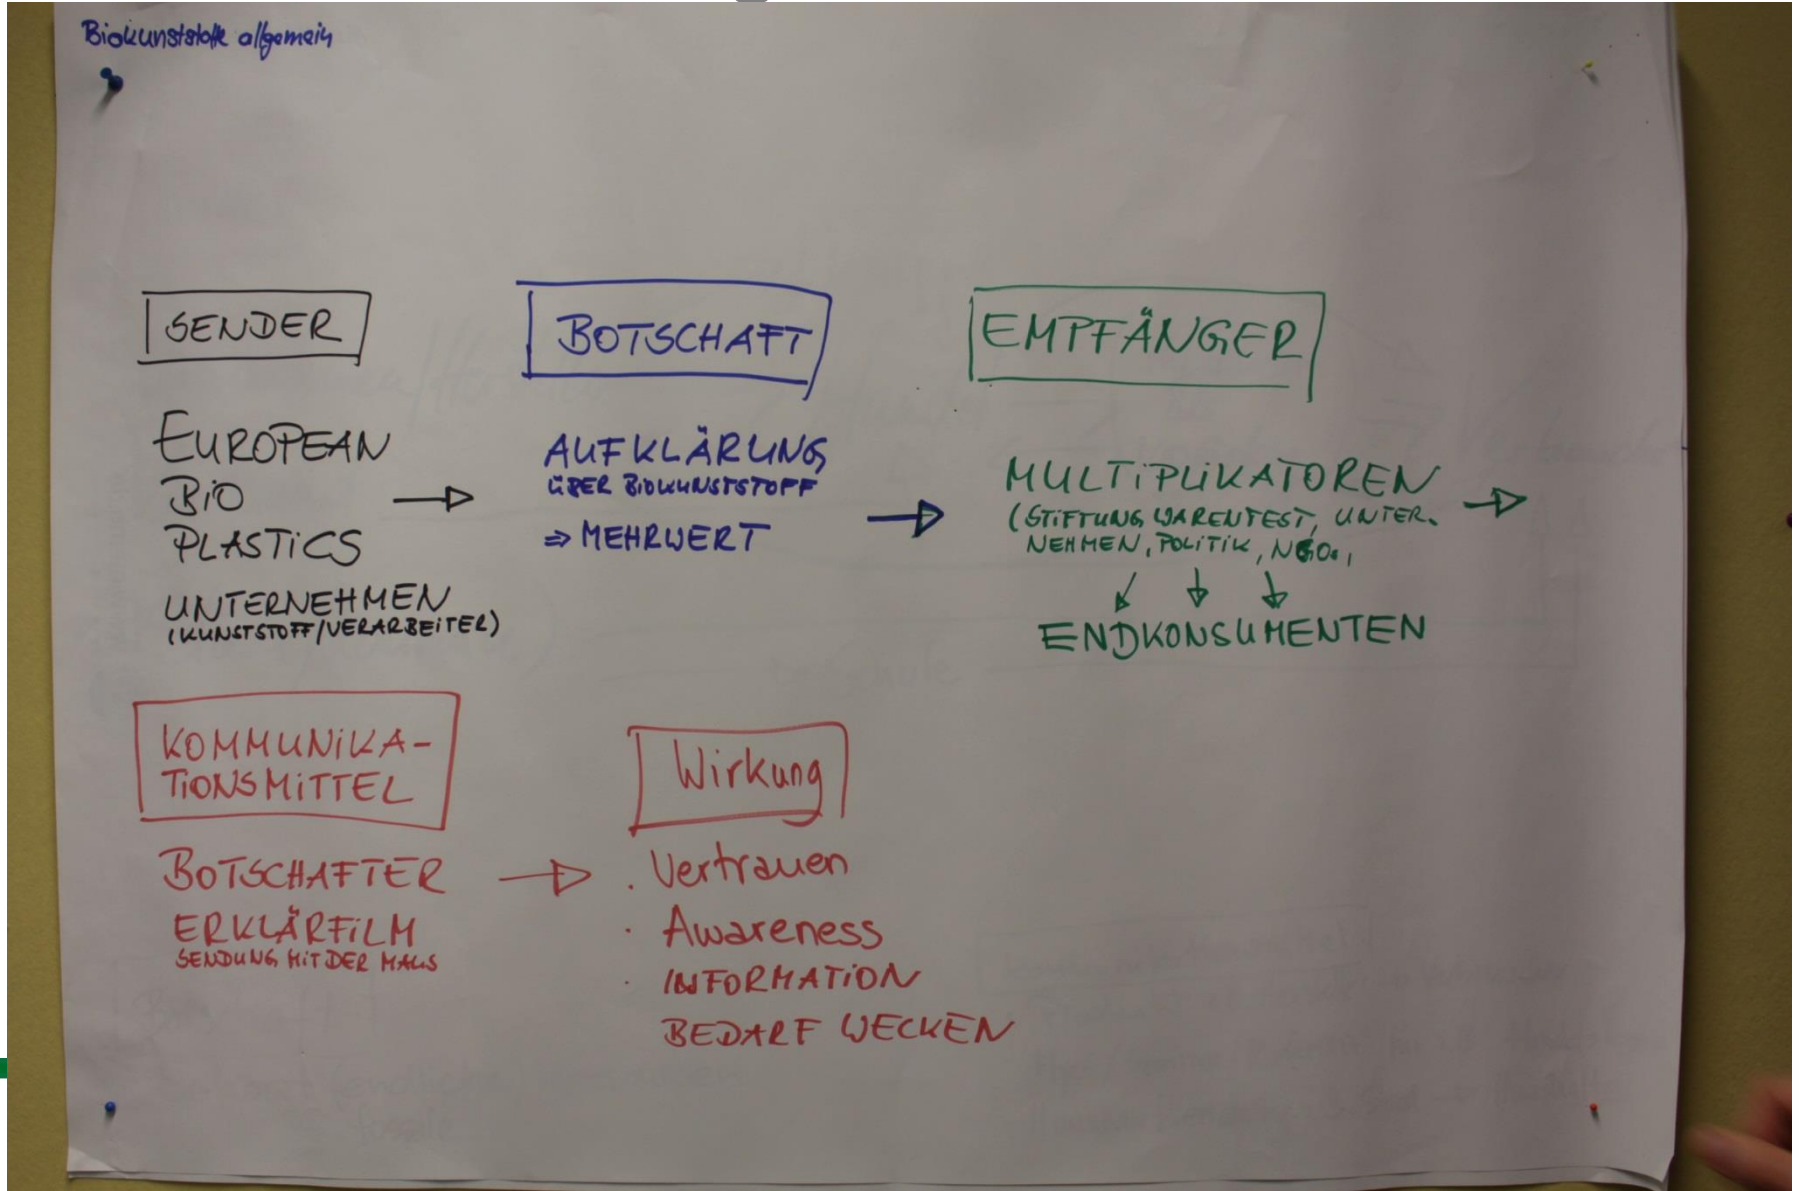 Biokunststoffe allgemein
SENDER
EUROPEAN
BiO
PLASTiCS
UNTERNEHMEN
(KUNSTSTOFF/VERARBEiTER)
BOTSCHAFT
AUFKLÄRUNG
ÜBER BiOKUNSTSTOFF
⇒ MEHRWERT
EMPFÄNGER
MULTiPLiKATOREN
(STiFTUNG WARENTEST, UNTER-
NEHMEN, POLiTiK, NGOs,
ENDKONSUMENTEN
KOMMUNiKA-
TiONSMiTTEL
BOTSCHAFTER
ERKLÄRFiLM
SENDUNG MiT DER MAUS
Wirkung
· Vertrauen
· Awareness
· INFORMATiON
BEDARF WECKEN